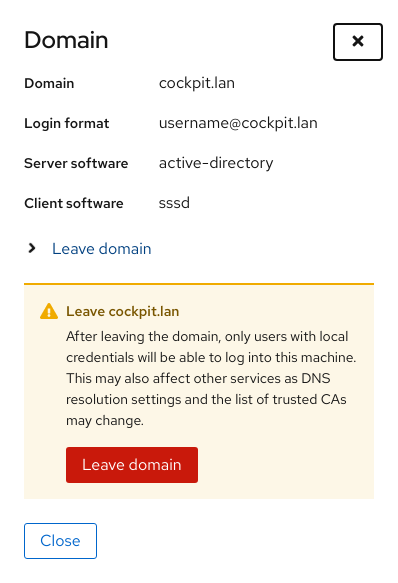 Domain
Domain cockpit.lan
Login format username@cockpit.lan
Server software active-directory
Client software sssd
Leave domain
Leave cockpit.lan
After leaving the domain, only users with local
credentials will be able to log into this machine.
This may also affect other services as DNS
resolution settings and the list of trusted CAs
may change.
Leave domain
Close